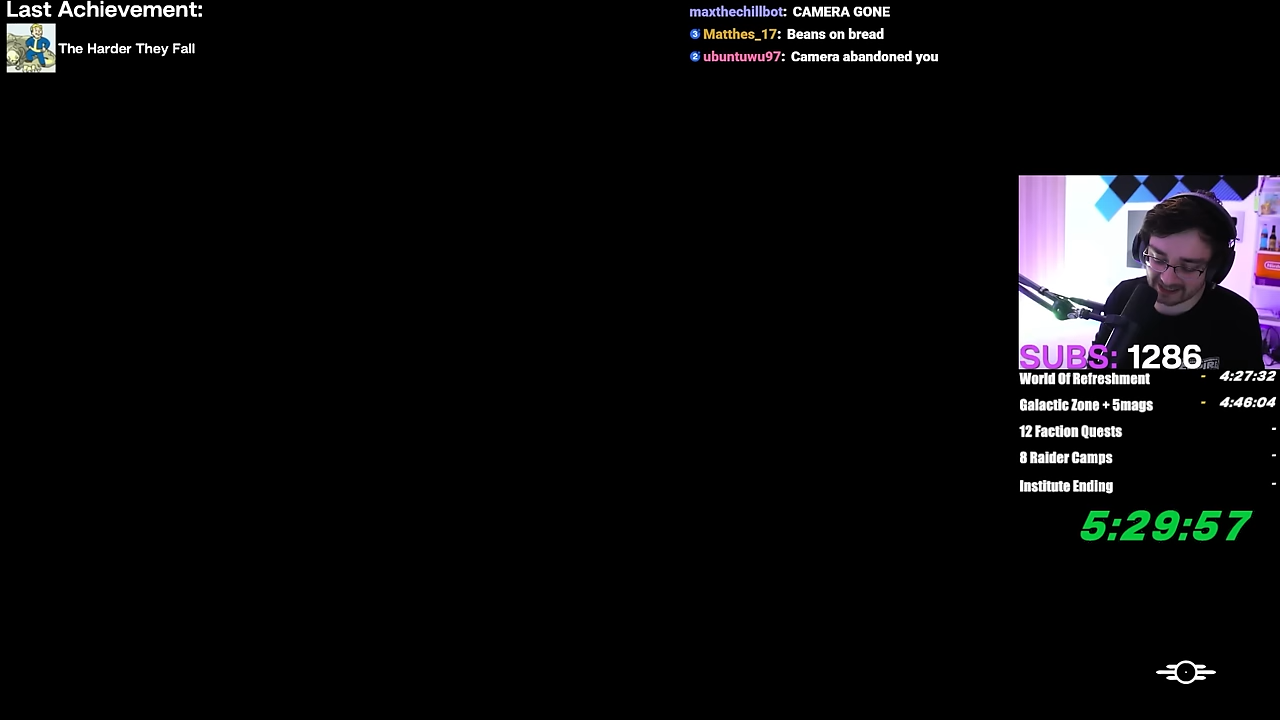 Last Achievement:
The Harder They Fall
maxthechillbot: CAMERA GONE
3 Matthes_17: Beans on bread
2 ubuntuwu97: Camera abandoned you
SUBS: 1286
World Of Refreshment - 4:27:32
Galactic Zone + 5mags - 4:46:04
12 Faction Quests -
8 Raider Camps -
Institute Ending -
5:29:57